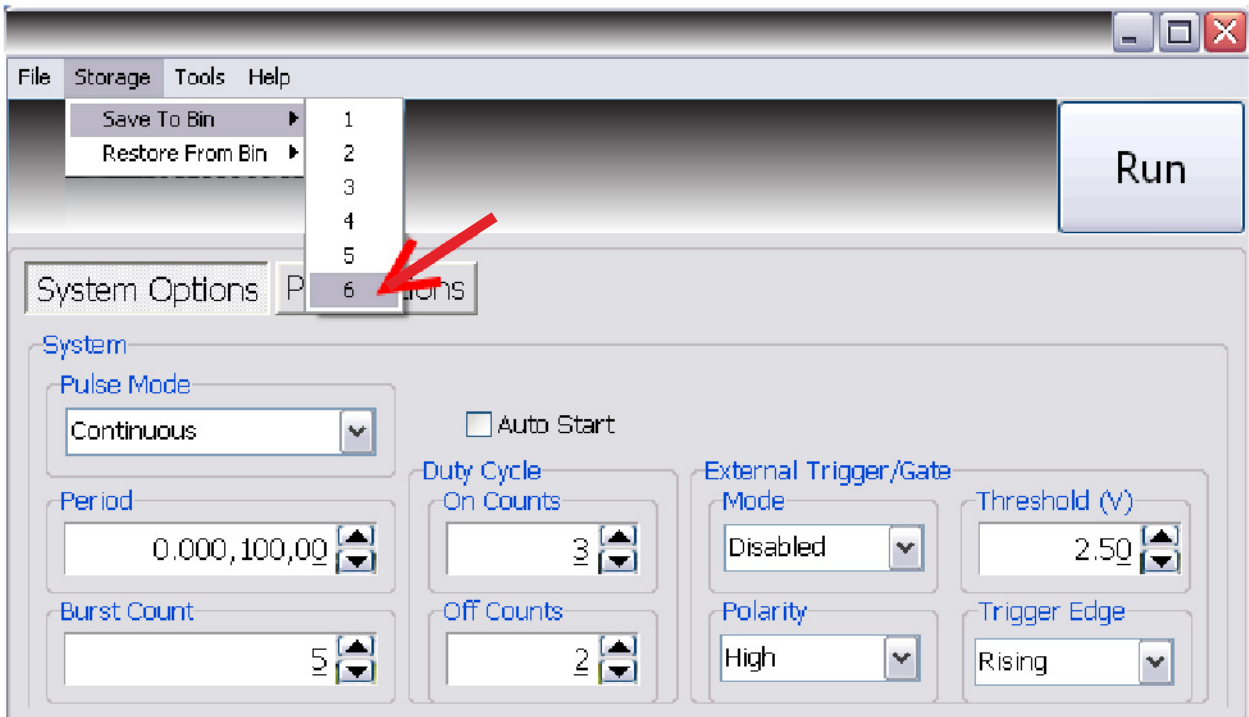 File Storage Tools Help
Save To Bin
Restore From Bin
1
2
3
4
5
6
Run
System Options
System
Pulse Mode
Continuous
Auto Start
Period
0.000,100,00
Burst Count
5
Duty Cycle
On Counts
3
Off Counts
2
External Trigger/Gate
Mode
Disabled
Threshold (V)
2.50
Polarity
High
Trigger Edge
Rising